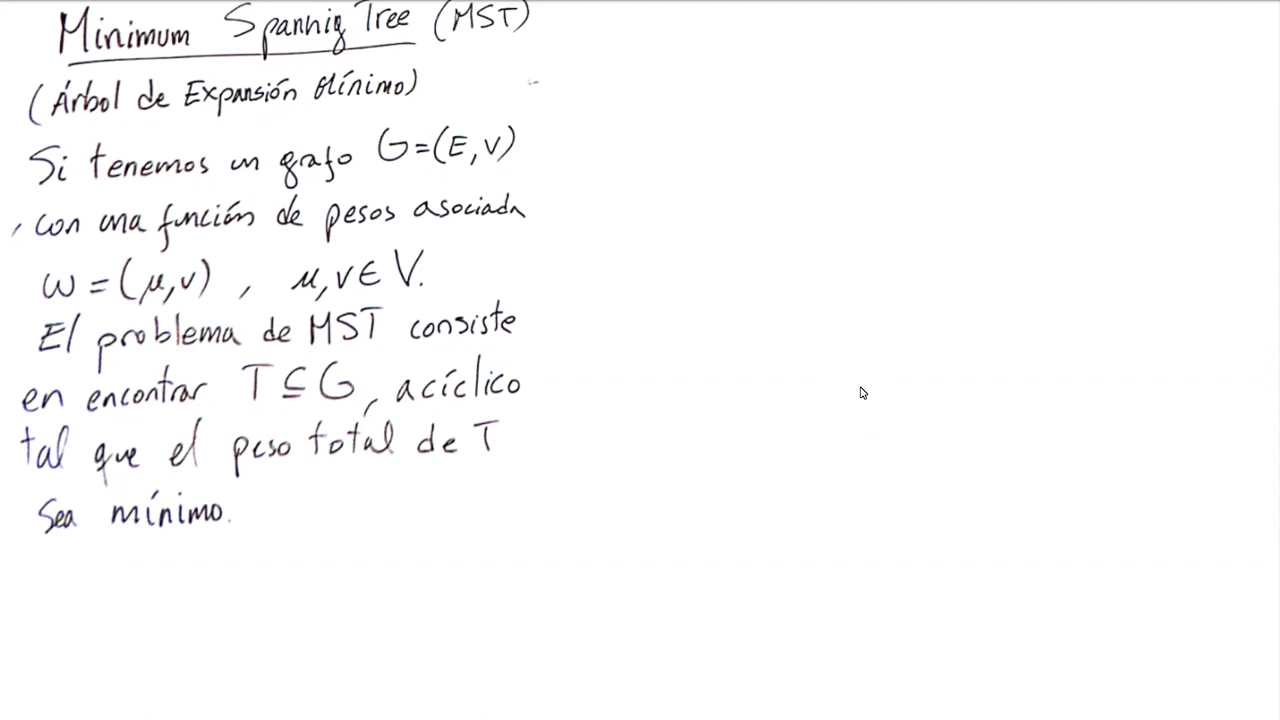 Minimum Spannig Tree (MST)
(Árbol de Expansión Mínimo)
Si tenemos un grafo G=(E,V)
, con una función de pesos asociada
w = (u,v) , u,v ∈ V.
El problema de MST consiste
en encontrar T ⊆ G, acíclico
tal que el peso total de T
sea mínimo.